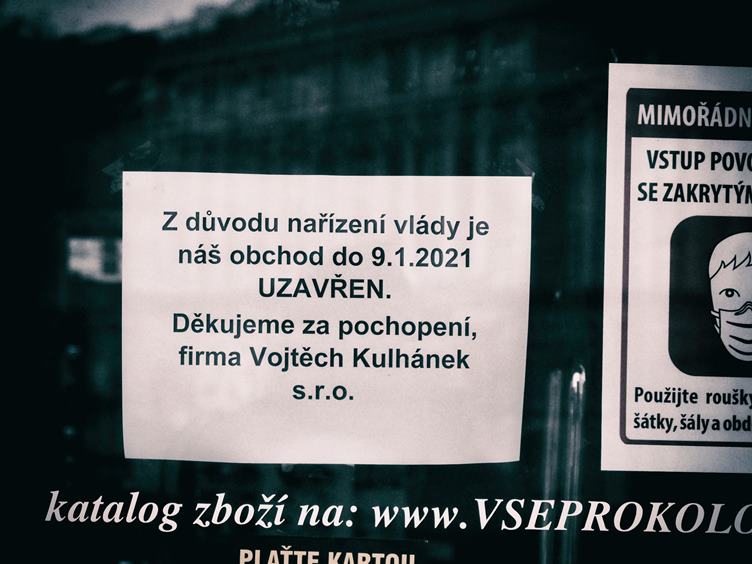 Z důvodu nařízení vlády je
náš obchod do 9.1.2021
UZAVŘEN.
Děkujeme za pochopení,
firma Vojtěch Kulhánek
s.r.o.
MIMOŘÁDN
VSTUP POVO
SE ZAKRYTÝM
Použijte roušky
šátky, šály a obd
katalog zboží na: www.VSEPROKOLO
PLAŤTE KARTOU